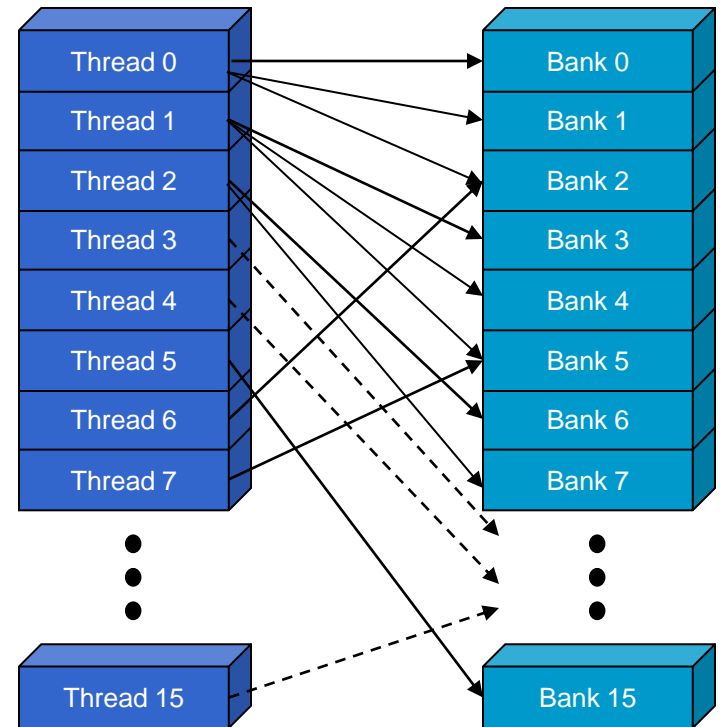 Thread 0
Thread 1
Thread 2
Thread 3
Thread 4
Thread 5
Thread 6
Thread 7
Thread 15
Bank 0
Bank 1
Bank 2
Bank 3
Bank 4
Bank 5
Bank 6
Bank 7
Bank 15